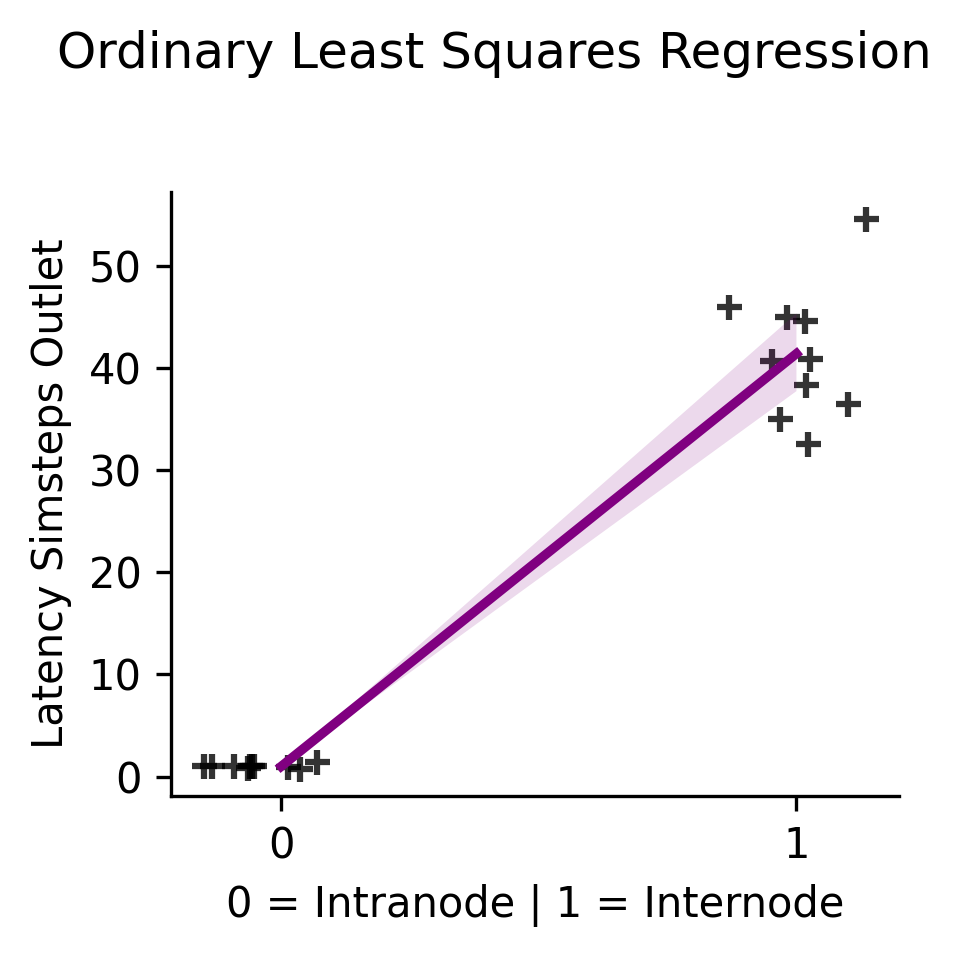 Ordinary Least Squares Regression
Latency Simsteps Outlet
50
40
30
20
10
0
0 1
0 = Intranode | 1 = Internode